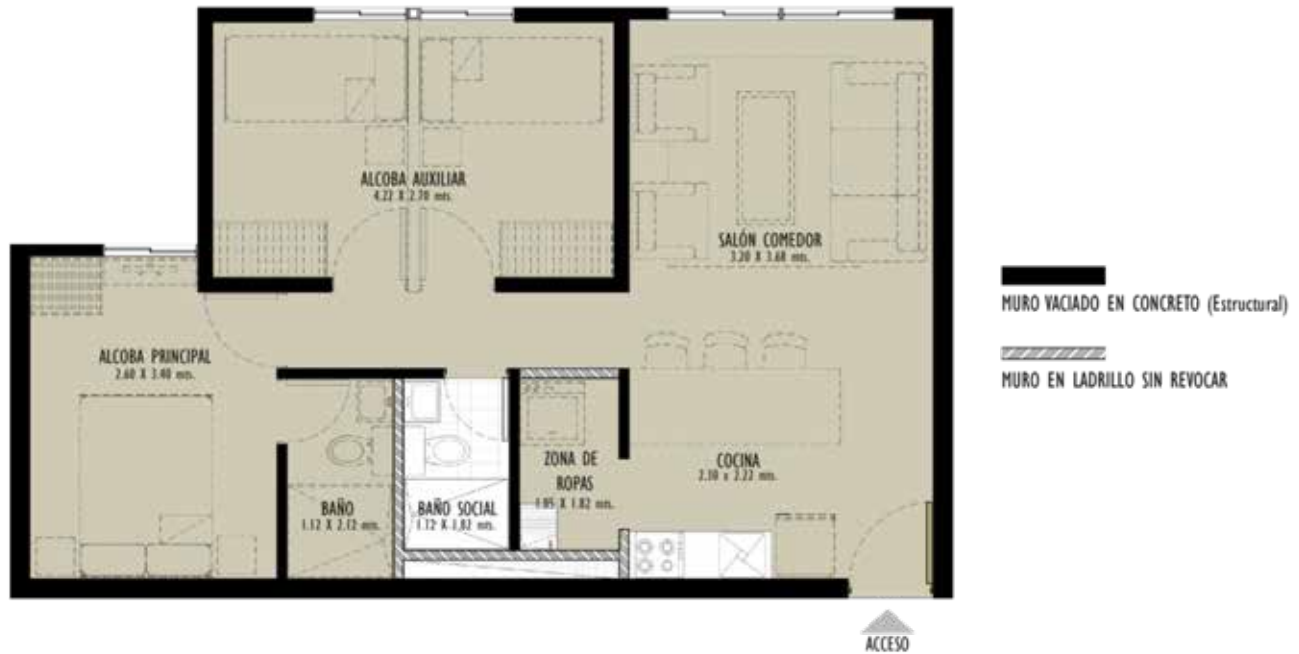 ALCOBA AUXILIAR
4.22 X 2.70 mts.
SALÓN COMEDOR
3.20 X 3.68 mts.
ALCOBA PRINCIPAL
2.60 X 3.40 mts.
COCINA
2.10 x 2.22 mts.
ZONA DE
ROPAS
1.05 X 1.82 mts.
BAÑO
1.12 X 2.12 mts.
BAÑO SOCIAL
1.72 X 1.82 mts.
ACCESO
MURO VACIADO EN CONCRETO (Estructural)
MURO EN LADRILLO SIN REVOCAR